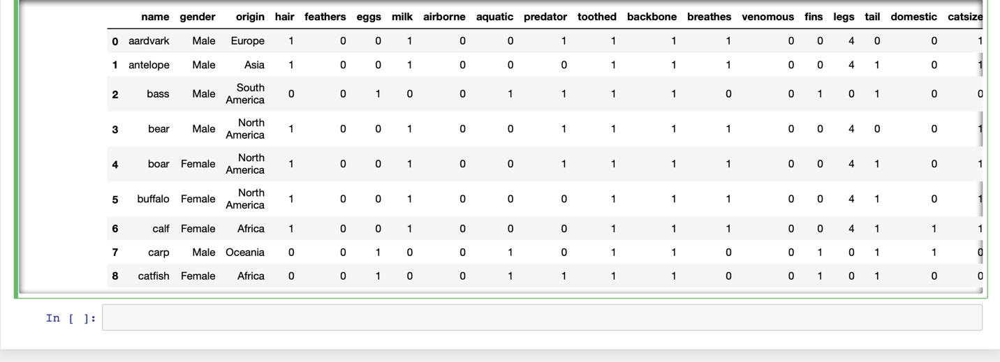 name gender origin hair feathers eggs milk airborne aquatic predator toothed backbone breathes venomous fins legs tail domestic catsize
0 aardvark Male Europe 1 0 0 1 0 0 1 1 1 1 0 0 4 0 0 1
1 antelope Male Asia 1 0 0 1 0 0 0 1 1 1 0 0 4 1 0 1
2 bass Male South America 0 0 1 0 0 1 1 1 1 0 0 1 0 1 0 0
3 bear Male North America 1 0 0 1 0 0 1 1 1 1 0 0 4 0 0 1
4 boar Female North America 1 0 0 1 0 0 1 1 1 1 0 0 4 1 0 1
5 buffalo Female North America 1 0 0 1 0 0 0 1 1 1 0 0 4 1 0 1
6 calf Female Africa 1 0 0 1 0 0 0 1 1 1 0 0 4 1 1 1
7 carp Male Oceania 0 0 1 0 0 1 0 1 1 0 0 1 0 1 1 0
8 catfish Female Africa 0 0 1 0 0 1 1 1 1 0 0 1 0 1 0 0
In [ ]: